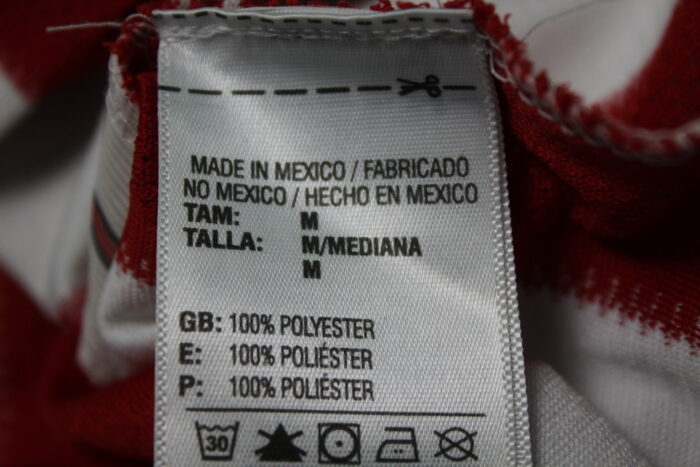 MADE IN MEXICO / FABRICADO
NO MEXICO / HECHO EN MEXICO
TAM: M
TALLA: M/MEDIANA
M
GB: 100% POLYESTER
E: 100% POLIÉSTER
P: 100% POLIÉSTER
30